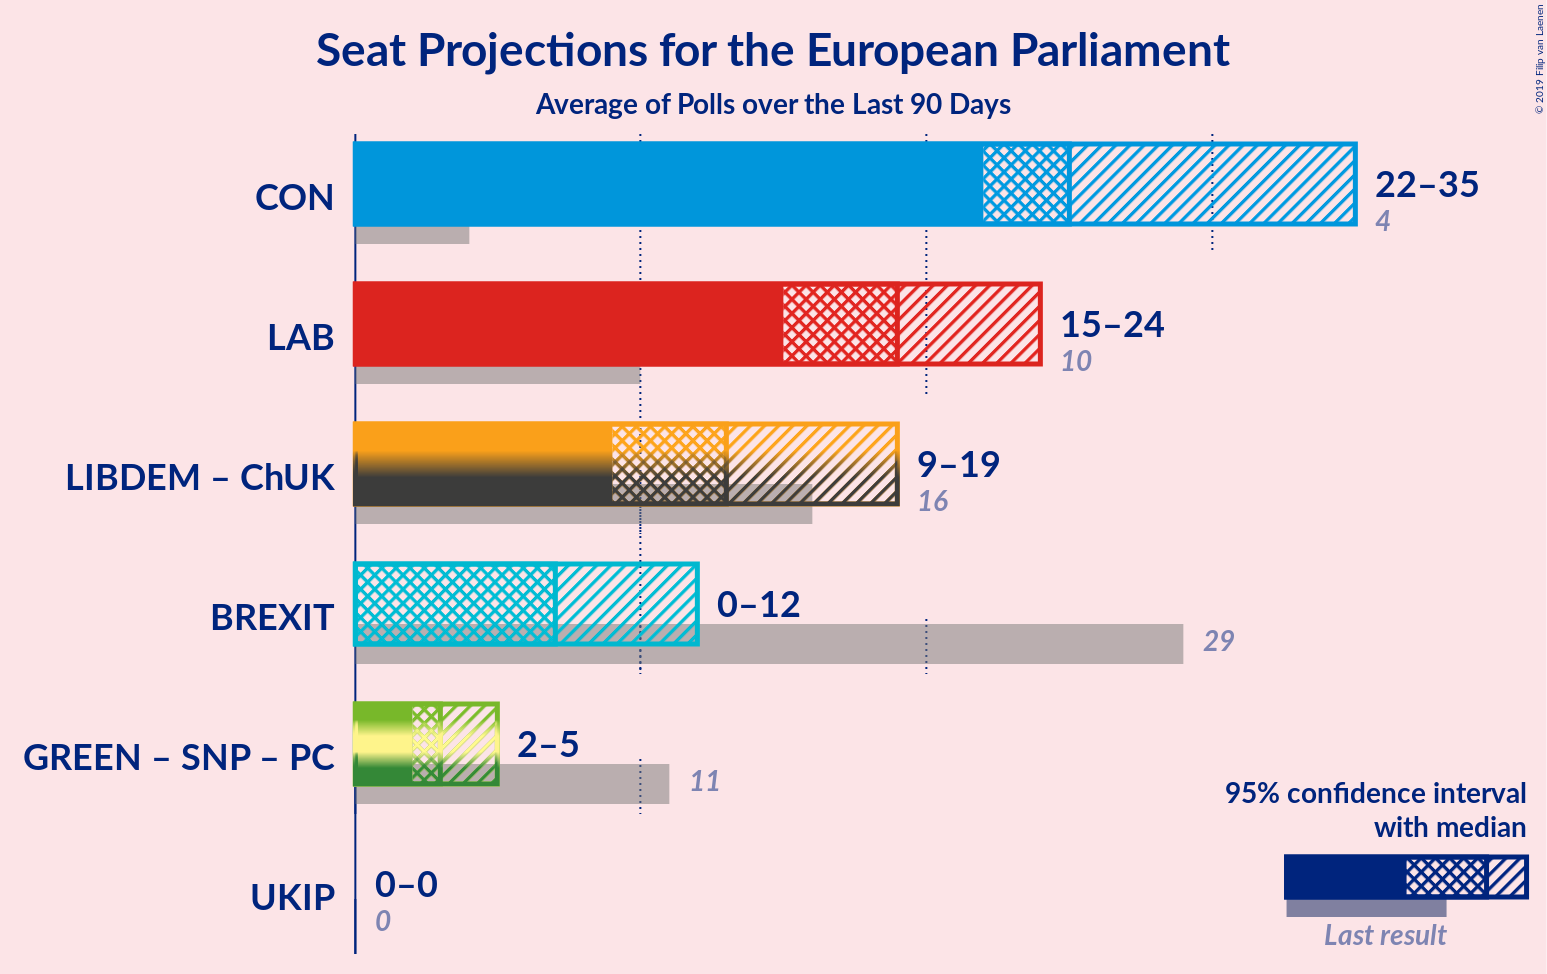 Seat Projections for the European Parliament
Average of Polls over the Last 90 Days
© 2019 Filip van Laenen
CON
22–35
4
LAB
15–24
10
LIBDEM – ChUK
9–19
16
BREXIT
0–12
29
GREEN – SNP – PC
2–5
11
UKIP
0–0
0
95% confidence interval
with median
Last result